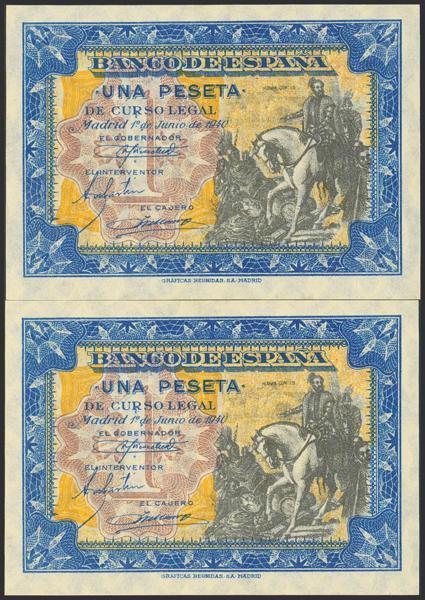 BANCO DE ESPAÑA
·UNA PESETA·
DE CURSO LEGAL
Madrid 1º de Junio de 1940
EL GOBERNADOR
EL INTERVENTOR
EL CAJERO
GRÁFICAS REUNIDAS, S.A.-MADRID
BANCO DE ESPAÑA
·UNA PESETA·
DE CURSO LEGAL
Madrid 1º de Junio de 1940
EL GOBERNADOR
EL INTERVENTOR
EL CAJERO
GRÁFICAS REUNIDAS, S.A.-MADRID